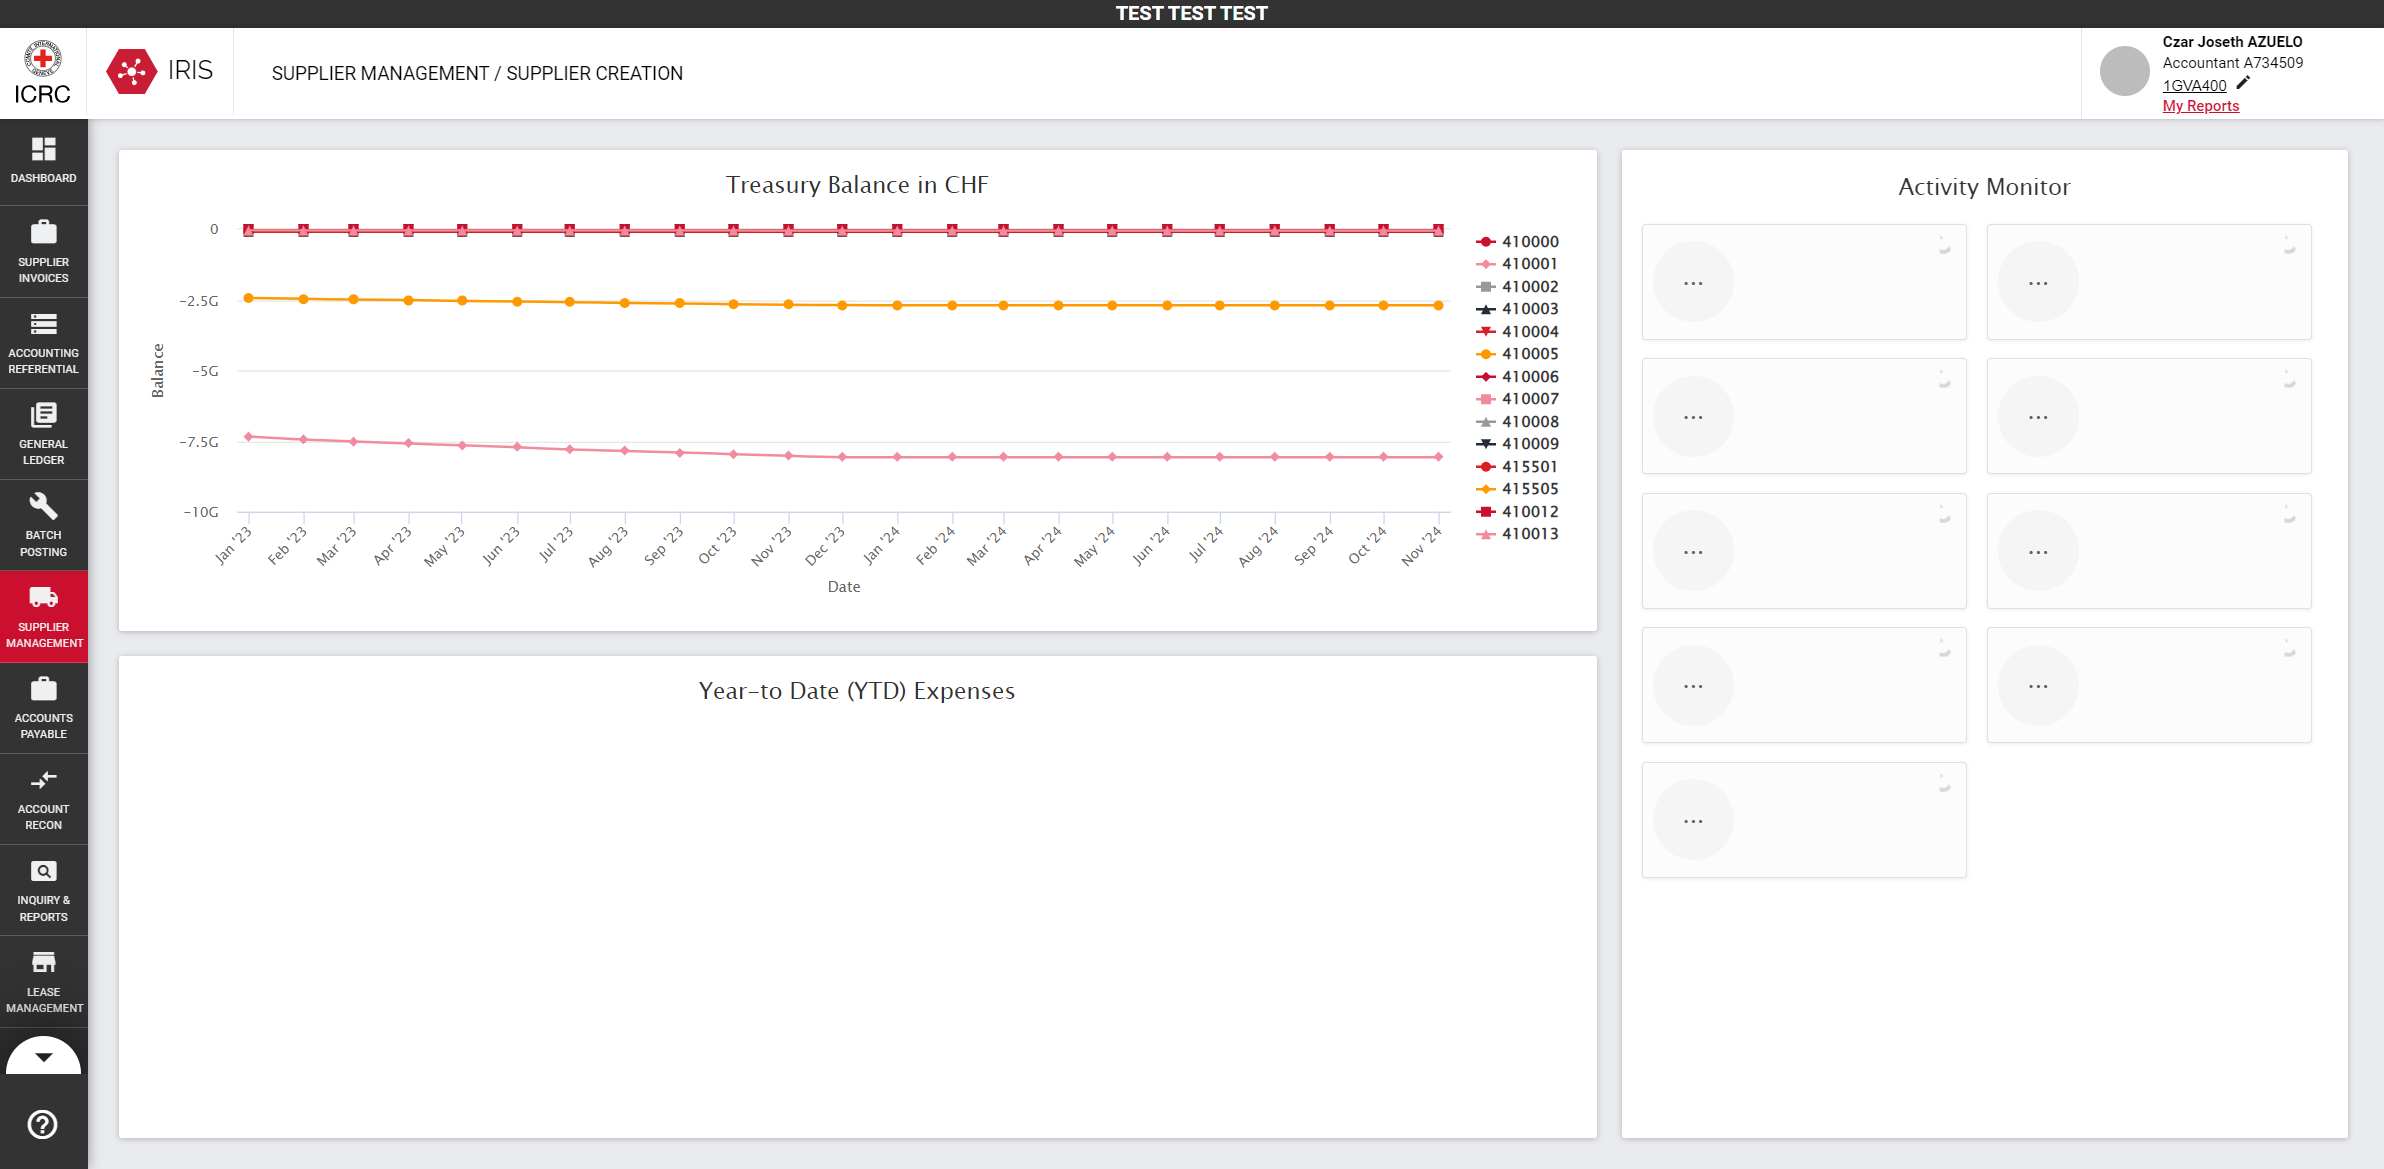 TEST TEST TEST
ICRC
IRIS
SUPPLIER MANAGEMENT / SUPPLIER CREATION
Czar Joseth AZUELO
Accountant A734509
1GVA400
My Reports
DASHBOARD
SUPPLIER
INVOICES
ACCOUNTING
REFERENTIAL
GENERAL
LEDGER
BATCH
POSTING
SUPPLIER
MANAGEMENT
ACCOUNTS
PAYABLE
ACCOUNT
RECON
INQUIRY &
REPORTS
LEASE
MANAGEMENT
Treasury Balance in CHF
Balance
0
−2.5G
−5G
−7.5G
−10G
Jan '23
Feb '23
Mar '23
Apr '23
May '23
Jun '23
Jul '23
Aug '23
Sep '23
Oct '23
Nov '23
Dec '23
Jan '24
Feb '24
Mar '24
Apr '24
May '24
Jun '24
Jul '24
Aug '24
Sep '24
Oct '24
Nov '24
Date
410000
410001
410002
410003
410004
410005
410006
410007
410008
410009
415501
415505
410012
410013
Year-to Date (YTD) Expenses
Activity Monitor
...
...
...
...
...
...
...
...
...